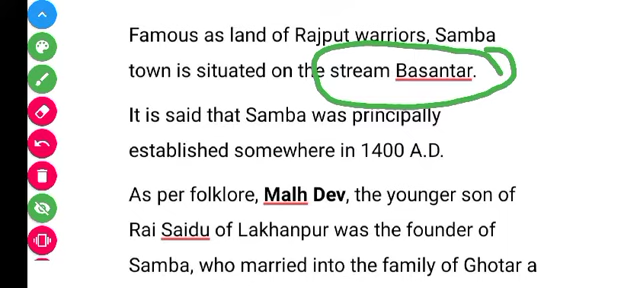 Famous as land of Rajput warriors, Samba
town is situated on the stream Basantar.
It is said that Samba was principally
established somewhere in 1400 A.D.
As per folklore, Malh Dev, the younger son of
Rai Saidu of Lakhanpur was the founder of
Samba, who married into the family of Ghotar a